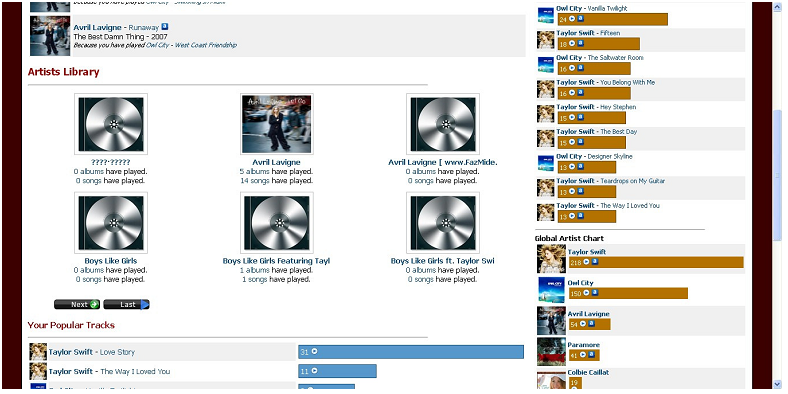 Avril Lavigne - Runaway
The Best Damn Thing - 2007
Because you have played Owl City - West Coast Friendship
Artists Library
????·?????
0 albums have played.
0 songs have played.
Avril Lavigne
5 albums have played.
14 songs have played.
Avril Lavigne [ www.FazMide.
0 albums have played.
0 songs have played.
Boys Like Girls
0 albums have played.
0 songs have played.
Boys Like Girls Featuring Tayl
1 albums have played.
1 songs have played.
Boys Like Girls ft. Taylor Swi
0 albums have played.
0 songs have played.
Next
Last
Your Popular Tracks
Taylor Swift - Love Story
31
Taylor Swift - The Way I Loved You
11
Owl City - Vanilla Twilight
24
Taylor Swift - Fifteen
18
Owl City - The Saltwater Room
16
Taylor Swift - You Belong With Me
16
Taylor Swift - Hey Stephen
15
Taylor Swift - The Best Day
15
Owl City - Designer Skyline
13
Taylor Swift - Teardrops on My Guitar
13
Taylor Swift - The Way I Loved You
13
Global Artist Chart
Taylor Swift
218
Owl City
150
Avril Lavigne
54
Paramore
41
Colbie Caillat
19